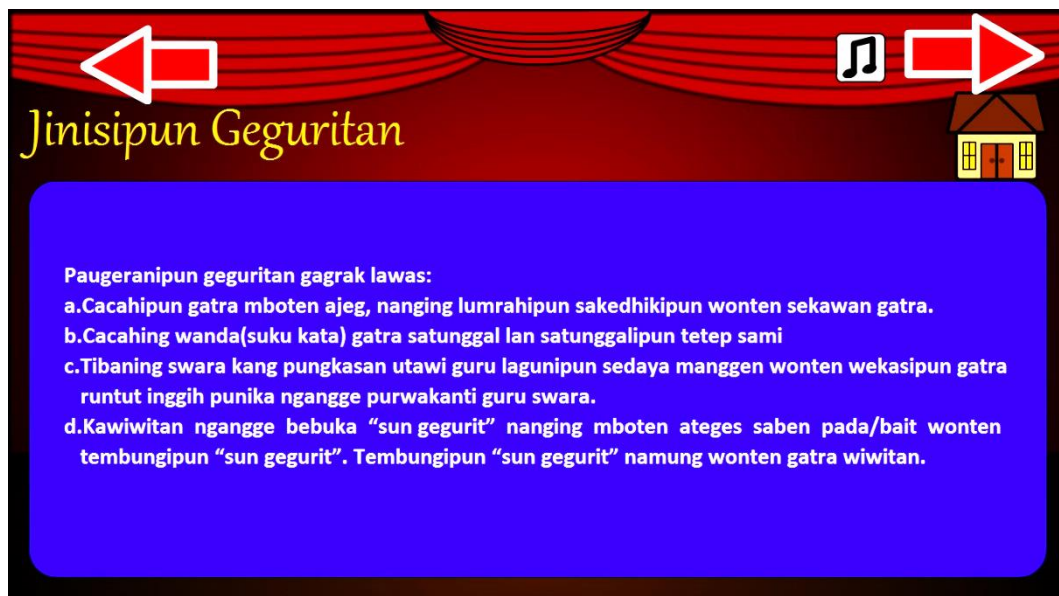 Jinisipun Geguritan
Paugeranipun geguritan gagrak lawas:
a.Cacahipun gatra mboten ajeg, nanging lumrahipun sakedhikipun wonten sekawan gatra.
b.Cacahing wanda(suku kata) gatra satunggal lan satunggalipun tetep sami
c.Tibaning swara kang pungkasan utawi guru lagunipun sedaya manggen wonten wekasipun gatra
runtut inggih punika ngangge purwakanti guru swara.
d.Kawiwitan ngangge bebuka “sun gegurit” nanging mboten ateges saben pada/bait wonten
tembungipun “sun gegurit”. Tembungipun “sun gegurit” namung wonten gatra wiwitan.